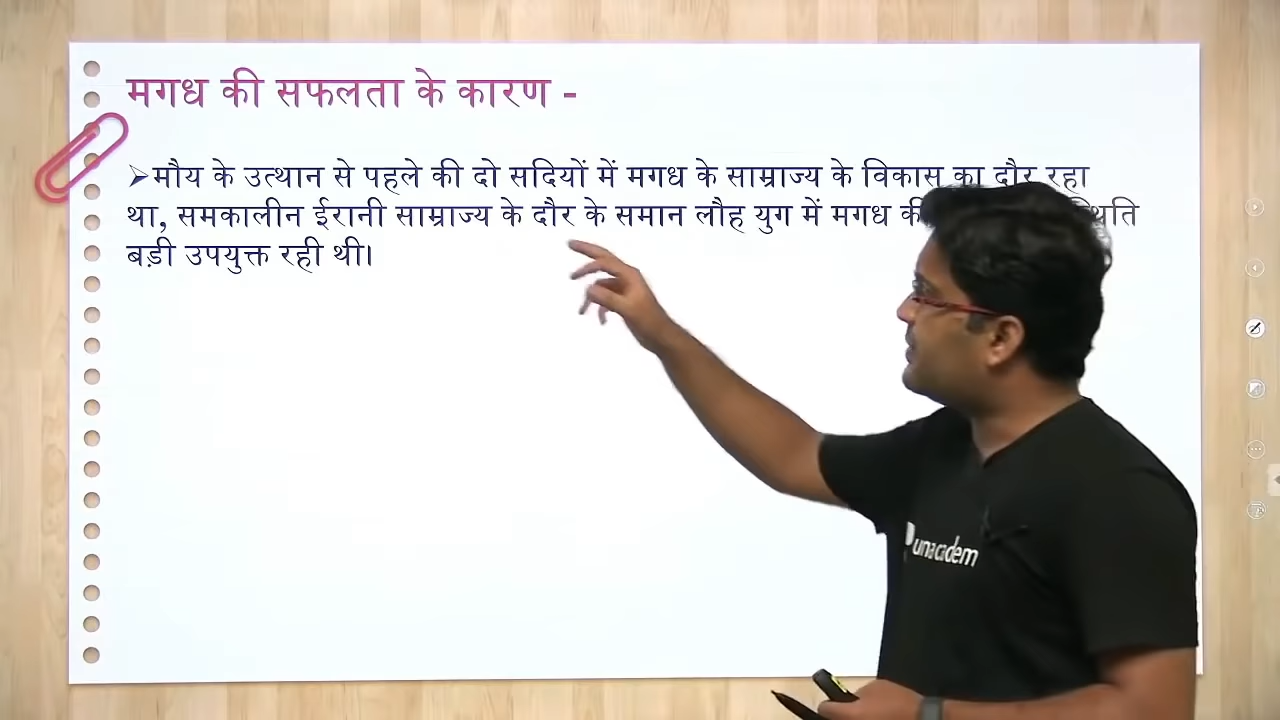 मगध की सफलता के कारण -
➢मौय के उत्थान से पहले की दो सदियों में मगध के साम्राज्य के विकास का दौर रहा
था, समकालीन ईरानी साम्राज्य के दौर के समान लौह युग में मगध की
बड़ी उपयुक्त रही थी।
unacadem